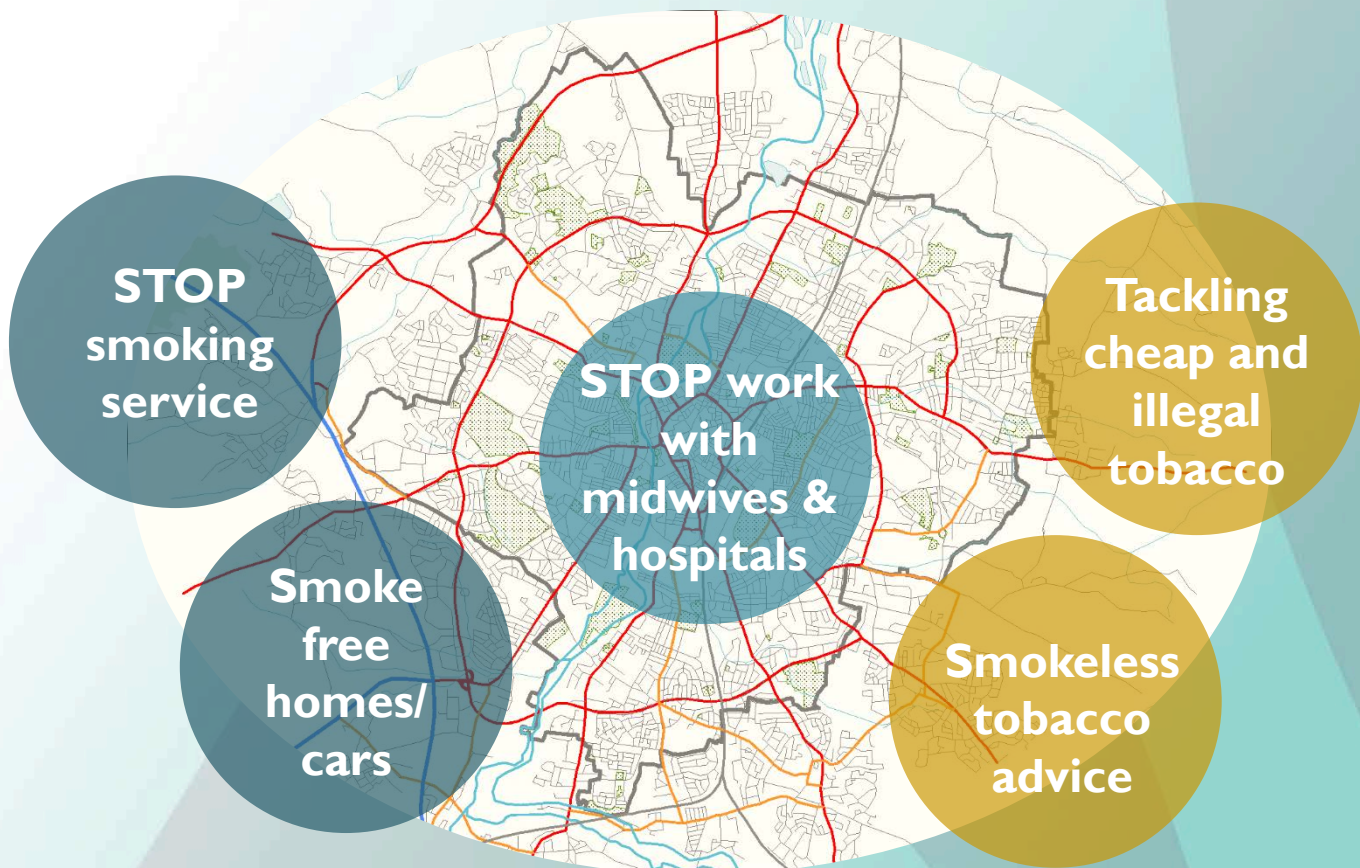 STOP
smoking
service
Smoke
free
homes/
cars
STOP work
with
midwives &
hospitals
Tackling
cheap and
illegal
tobacco
Smokeless
tobacco
advice